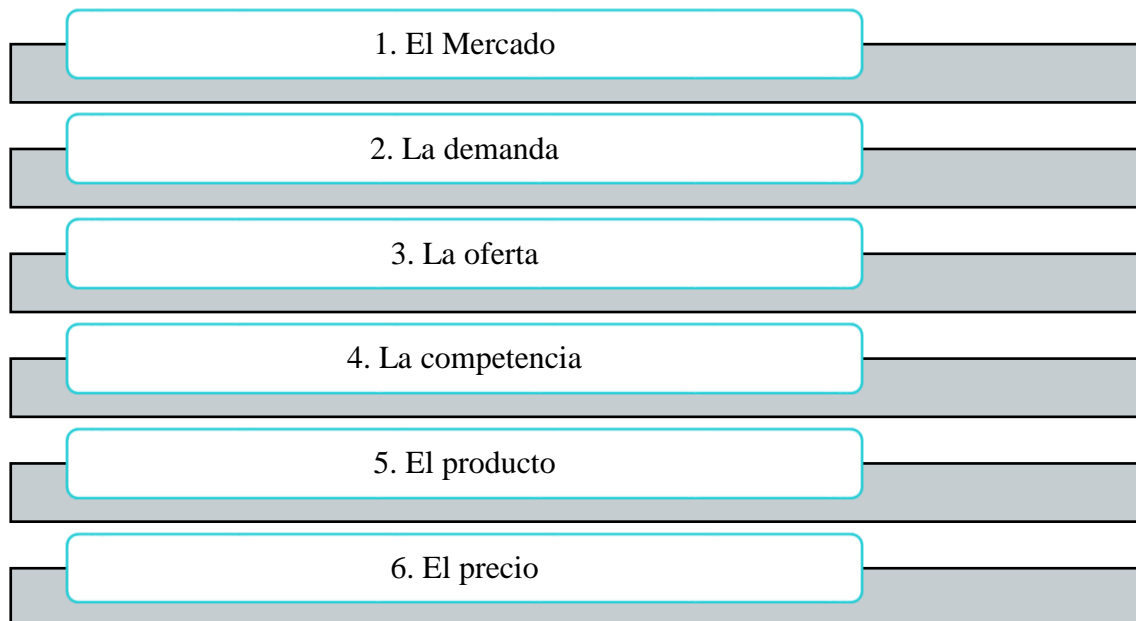 1. El Mercado
2. La demanda
3. La oferta
4. La competencia
5. El producto
6. El precio